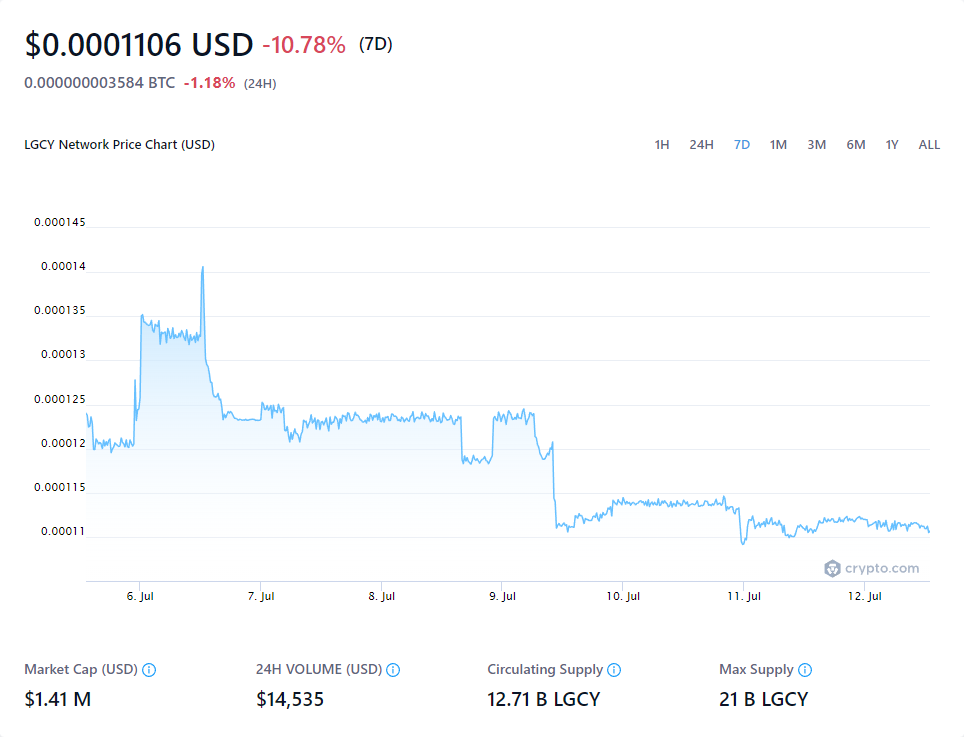 $0.0001106 USD -10.78% (7D)
0.000000003584 BTC -1.18% (24H)
LGCY Network Price Chart (USD) 1H 24H 7D 1M 3M 6M 1Y ALL
0.000145
0.00014
0.000135
0.00013
0.000125
0.00012
0.000115
0.00011
crypto.com
6. Jul 7. Jul 8. Jul 9. Jul 10. Jul 11. Jul 12. Jul
Market Cap (USD) 24H VOLUME (USD) Circulating Supply Max Supply
$1.41 M $14,535 12.71 B LGCY 21 B LGCY